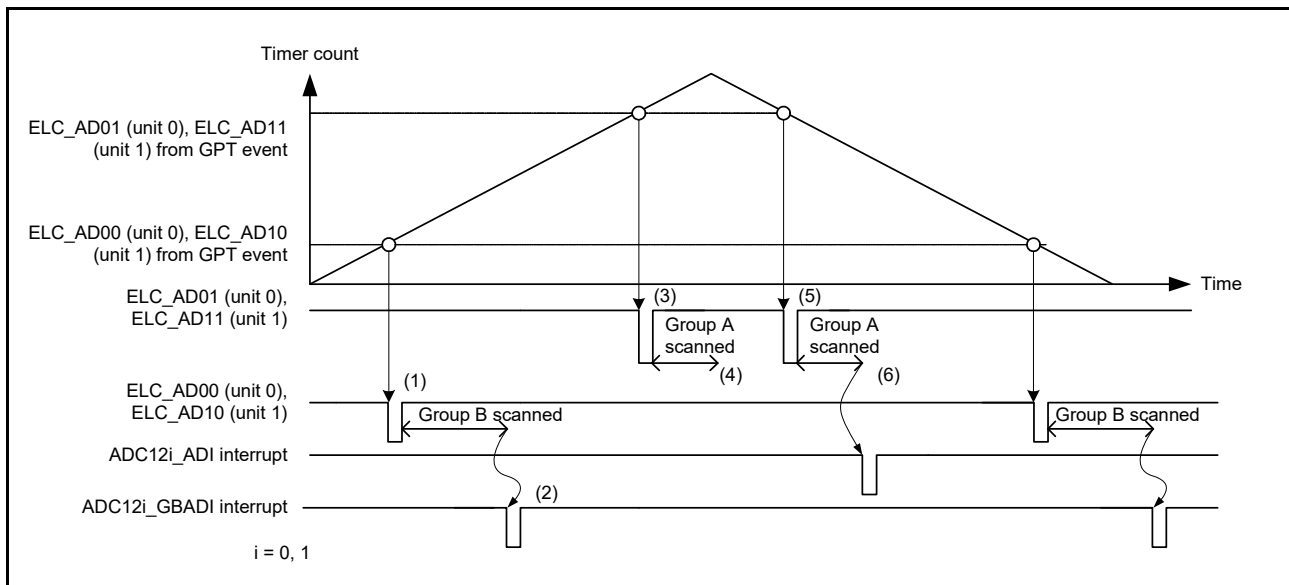 Timer count
ELC_AD01 (unit 0), ELC_AD11
(unit 1) from GPT event
ELC_AD00 (unit 0), ELC_AD10
(unit 1) from GPT event
Time
ELC_AD01 (unit 0),
ELC_AD11 (unit 1)
(3)
Group A
scanned
(4)
(5)
Group A
scanned
(6)
ELC_AD00 (unit 0),
ELC_AD10 (unit 1)
(1)
Group B scanned
Group B scanned
ADC12i_ADI interrupt
ADC12i_GBADI interrupt
(2)
i = 0, 1